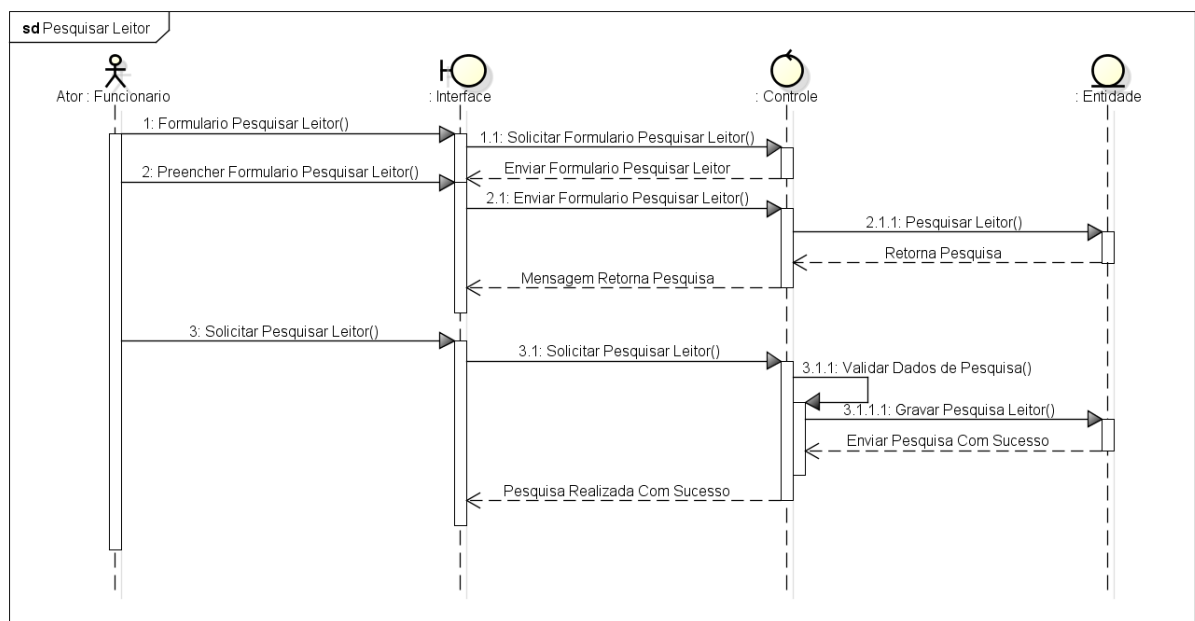 sd Pesquisar Leitor
Ator : Funcionario
: Interface
: Controle
: Entidade
1: Formulario Pesquisar Leitor()
1.1: Solicitar Formulario Pesquisar Leitor()
Enviar Formulario Pesquisar Leitor
2: Preencher Formulario Pesquisar Leitor()
2.1: Enviar Formulario Pesquisar Leitor()
2.1.1: Pesquisar Leitor()
Retorna Pesquisa
Mensagem Retorna Pesquisa
3: Solicitar Pesquisar Leitor()
3.1: Solicitar Pesquisar Leitor()
3.1.1: Validar Dados de Pesquisa()
3.1.1.1: Gravar Pesquisa Leitor()
Enviar Pesquisa Com Sucesso
Pesquisa Realizada Com Sucesso